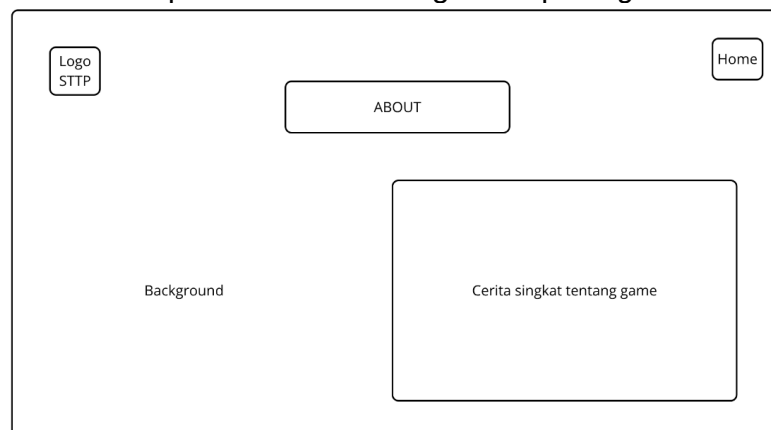 Logo
STTP
Home
ABOUT
Background
Cerita singkat tentang game